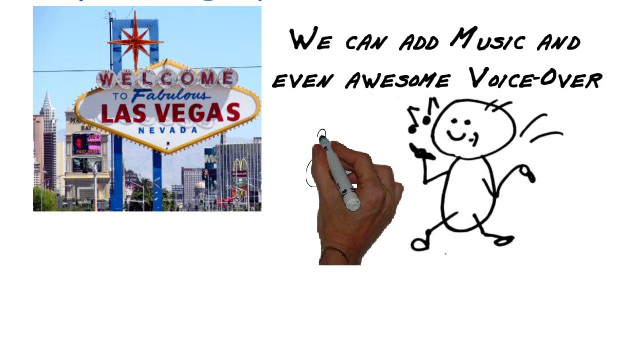 We can add Music and
even awesome Voice-Over
WELCOME
TO Fabulous
LAS VEGAS
NEVADA